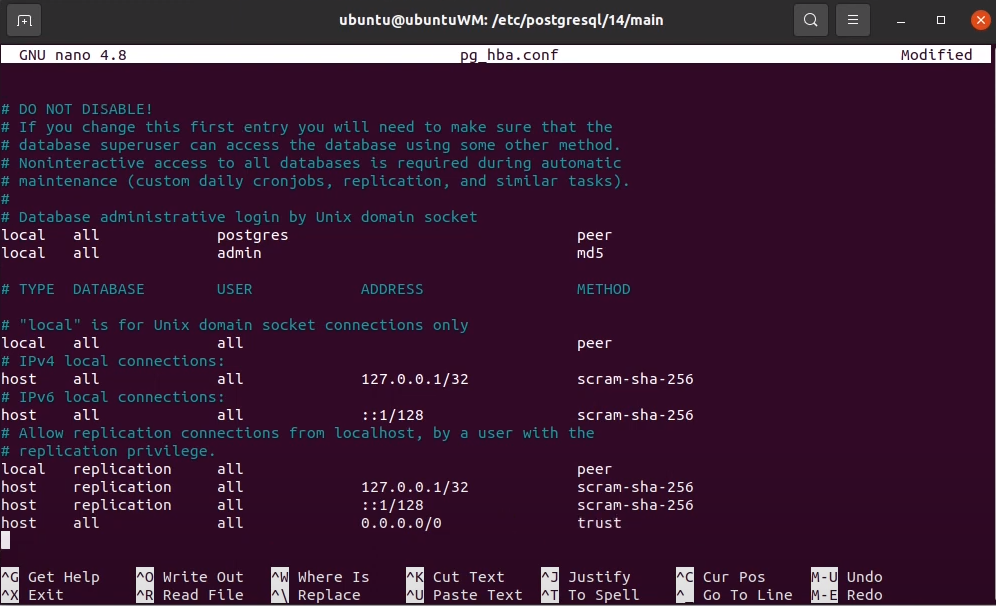 ubuntu@ubuntuWM: /etc/postgresql/14/main
GNU nano 4.8 pg_hba.conf Modified
# DO NOT DISABLE!
# If you change this first entry you will need to make sure that the
# database superuser can access the database using some other method.
# Noninteractive access to all databases is required during automatic
# maintenance (custom daily cronjobs, replication, and similar tasks).
#
# Database administrative login by Unix domain socket
local all postgres peer
local all admin md5
# TYPE DATABASE USER ADDRESS METHOD
# "local" is for Unix domain socket connections only
local all all peer
# IPv4 local connections:
host all all 127.0.0.1/32 scram-sha-256
# IPv6 local connections:
host all all ::1/128 scram-sha-256
# Allow replication connections from localhost, by a user with the
# replication privilege.
local replication all peer
host replication all 127.0.0.1/32 scram-sha-256
host replication all ::1/128 scram-sha-256
host all all 0.0.0.0/0 trust
^G Get Help ^O Write Out ^W Where Is ^K Cut Text ^J Justify ^C Cur Pos M-U Undo
^X Exit ^R Read File ^\ Replace ^U Paste Text ^T To Spell ^_ Go To Line M-E Redo